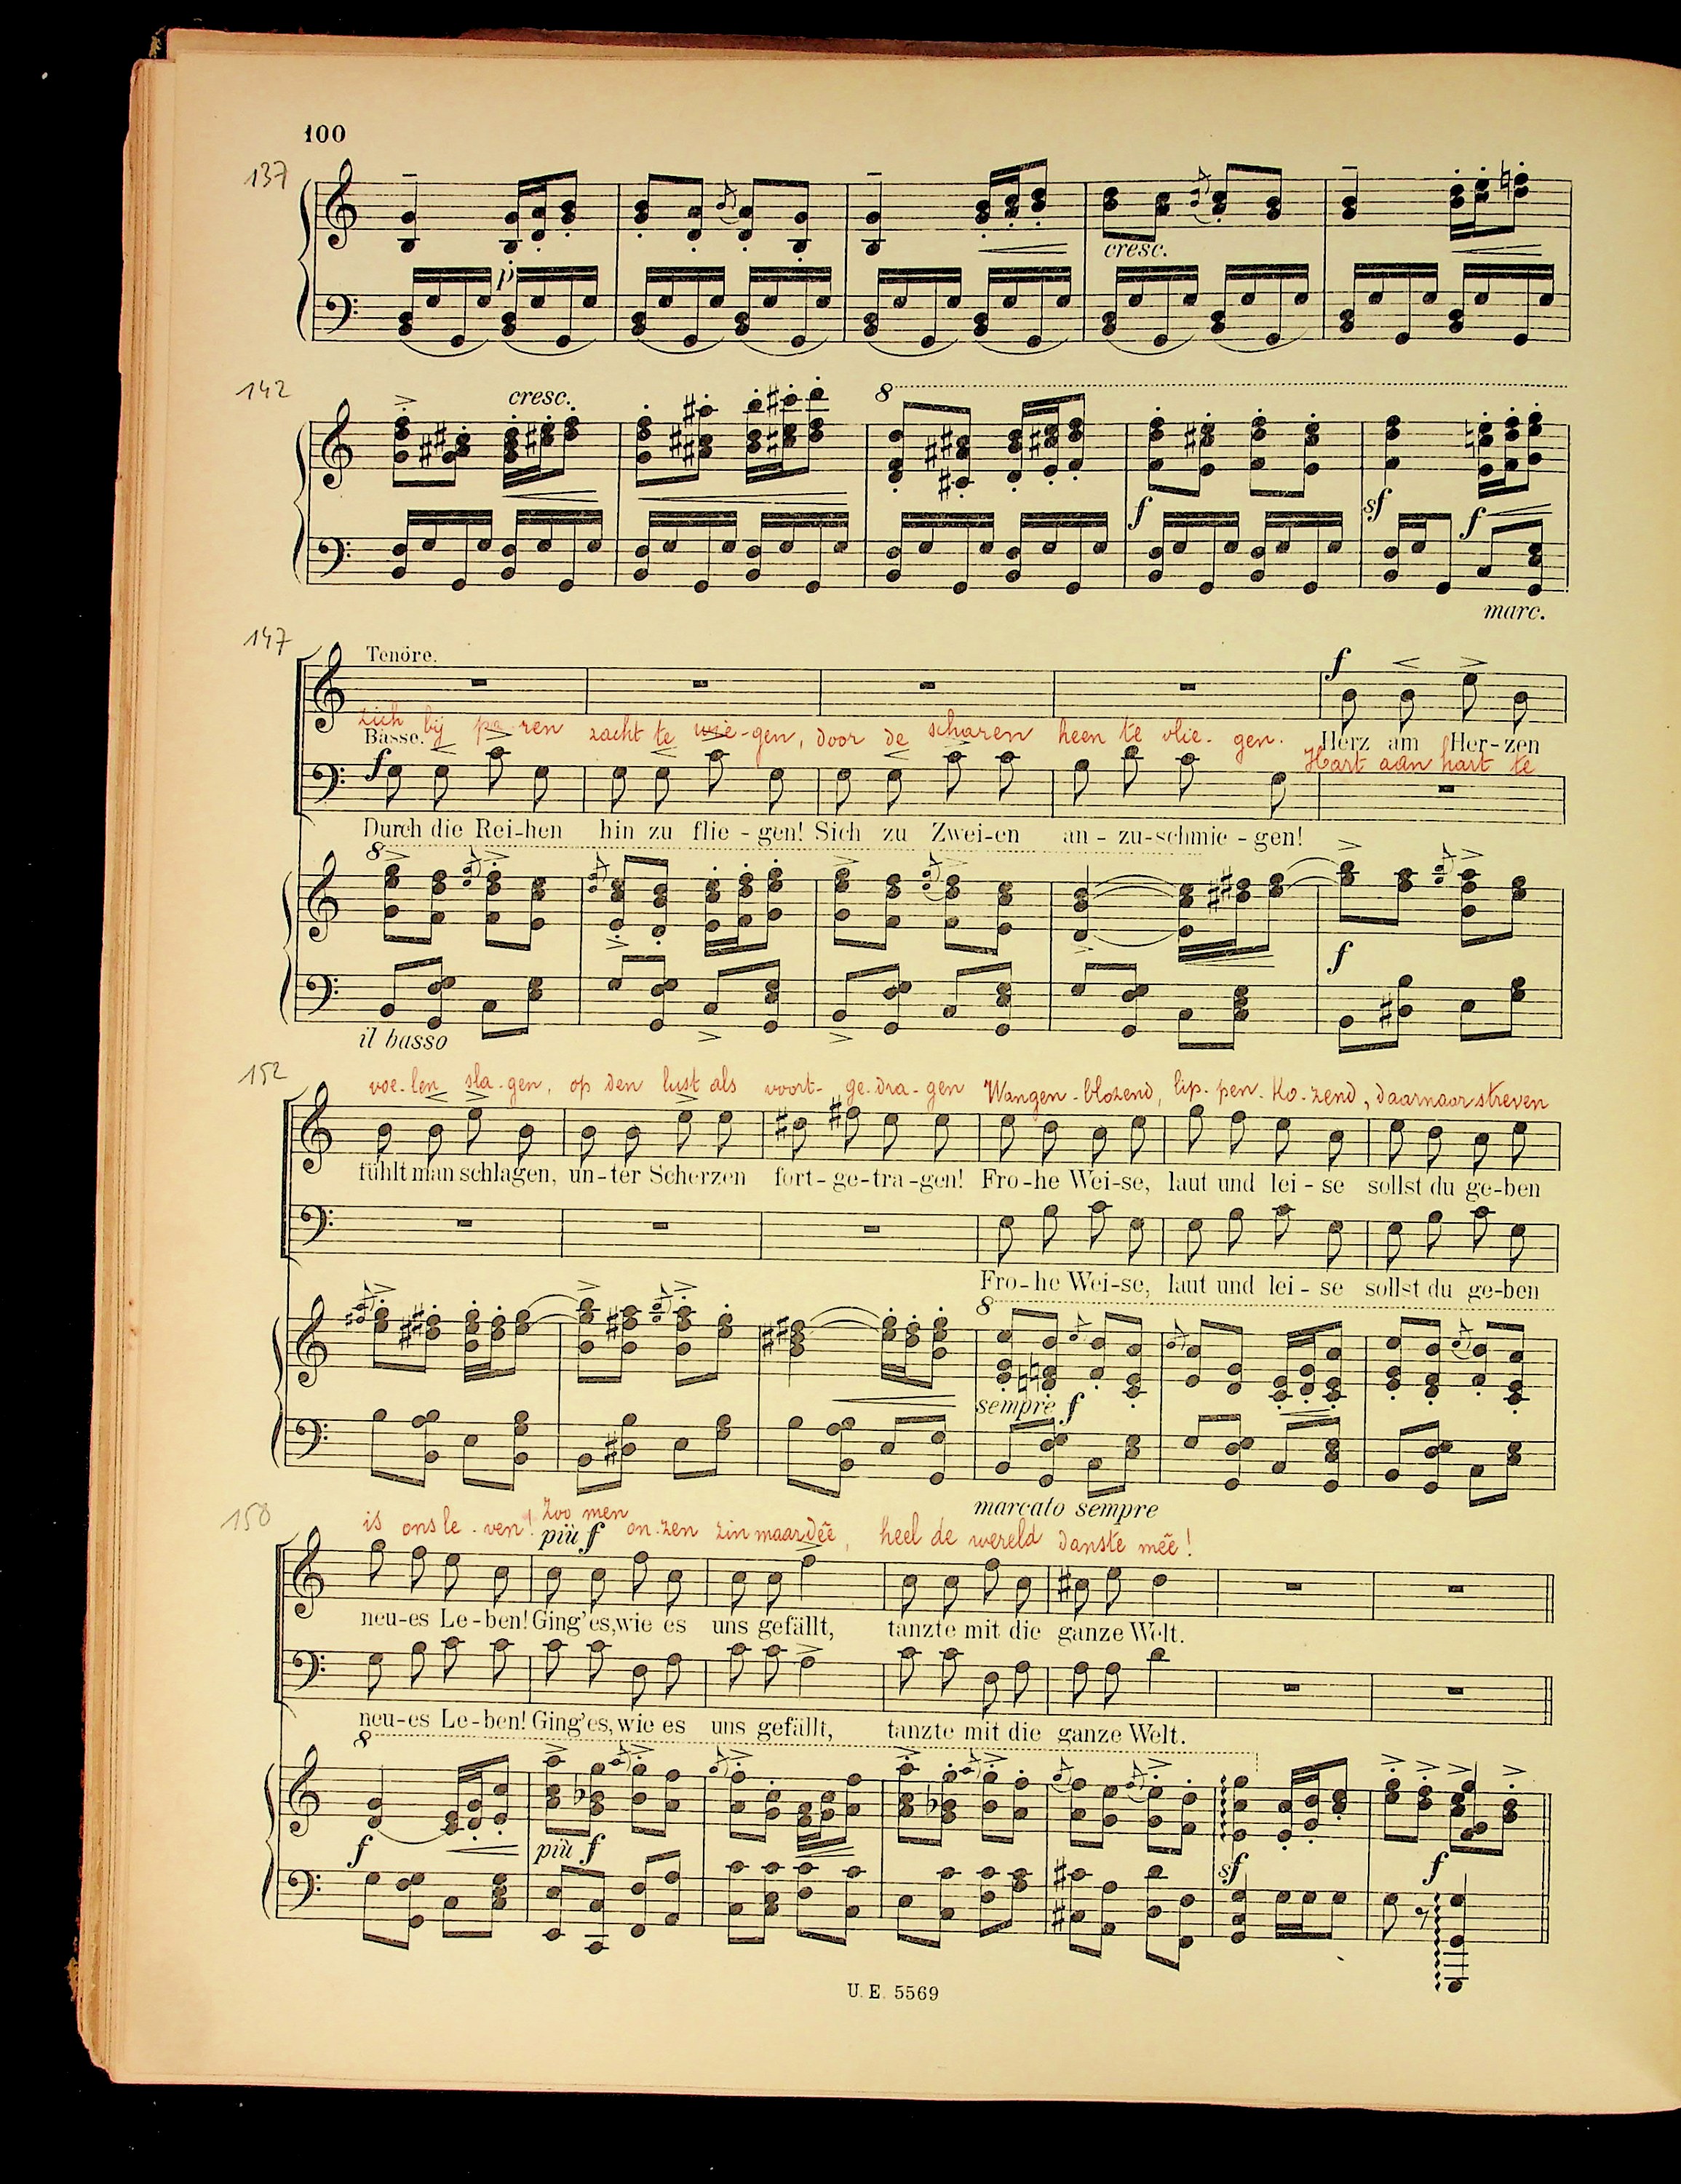 100
137
p
cresc.
142
cresc.
8
f
sf
f
marc.
147
Tenöre.
f
zich bij pa-ren zacht te wie-gen, door de scharen heen te vlie-gen.
Bässe.
Herz am Her-zen
Hart aan hart te
f
Durch die Rei-hen hin zu flie-gen! Sich zu Zwei-en an-zu-schmie-gen!
8
f
il basso
152
voe-len sla-gen, op den lust als voort-ge-dra-gen Wangen-blozend, lip-pen-ko-zend, daarnaar streven
fühlt man schlagen, un-ter Scherzen fort-ge-tra-gen! Fro-he Wei-se, laut und lei-se sollst du ge-ben
Fro-he Wei-se, laut und lei-se sollst du ge-ben
8
sempre f
marcato sempre
158
is ons le-ven! Zoo men on-zen zin maar deê, heel de wereld danste meê!
più f
neu-es Le-ben! Ging'es, wie es uns gefällt, tanzte mit die ganze Welt.
neu-es Le-ben! Ging'es, wie es uns gefällt, tanzte mit die ganze Welt.
8
f
più f
sf
f
U. E. 5569